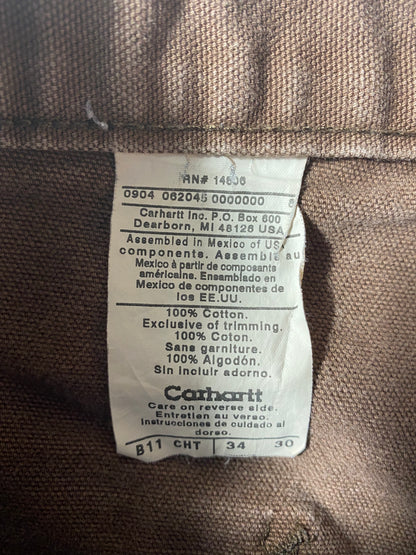 RN# 14806
0904 062045 0000000
Carhartt Inc. P.O. Box 600
Dearborn, MI 48126 USA
Assembled in Mexico of USA
components. Assemblé au
Mexico à partir de composants
américains. Ensamblado en
Mexico de componentes de
los EE.UU.
100% Cotton.
Exclusive of trimming.
100% Coton.
Sans garniture.
100% Algodón.
Sin incluir adorno.
Carhartt
Care on reverse side.
Entretien au verso.
Instrucciones de cuidado al
dorso.
B11 CHT 34 30